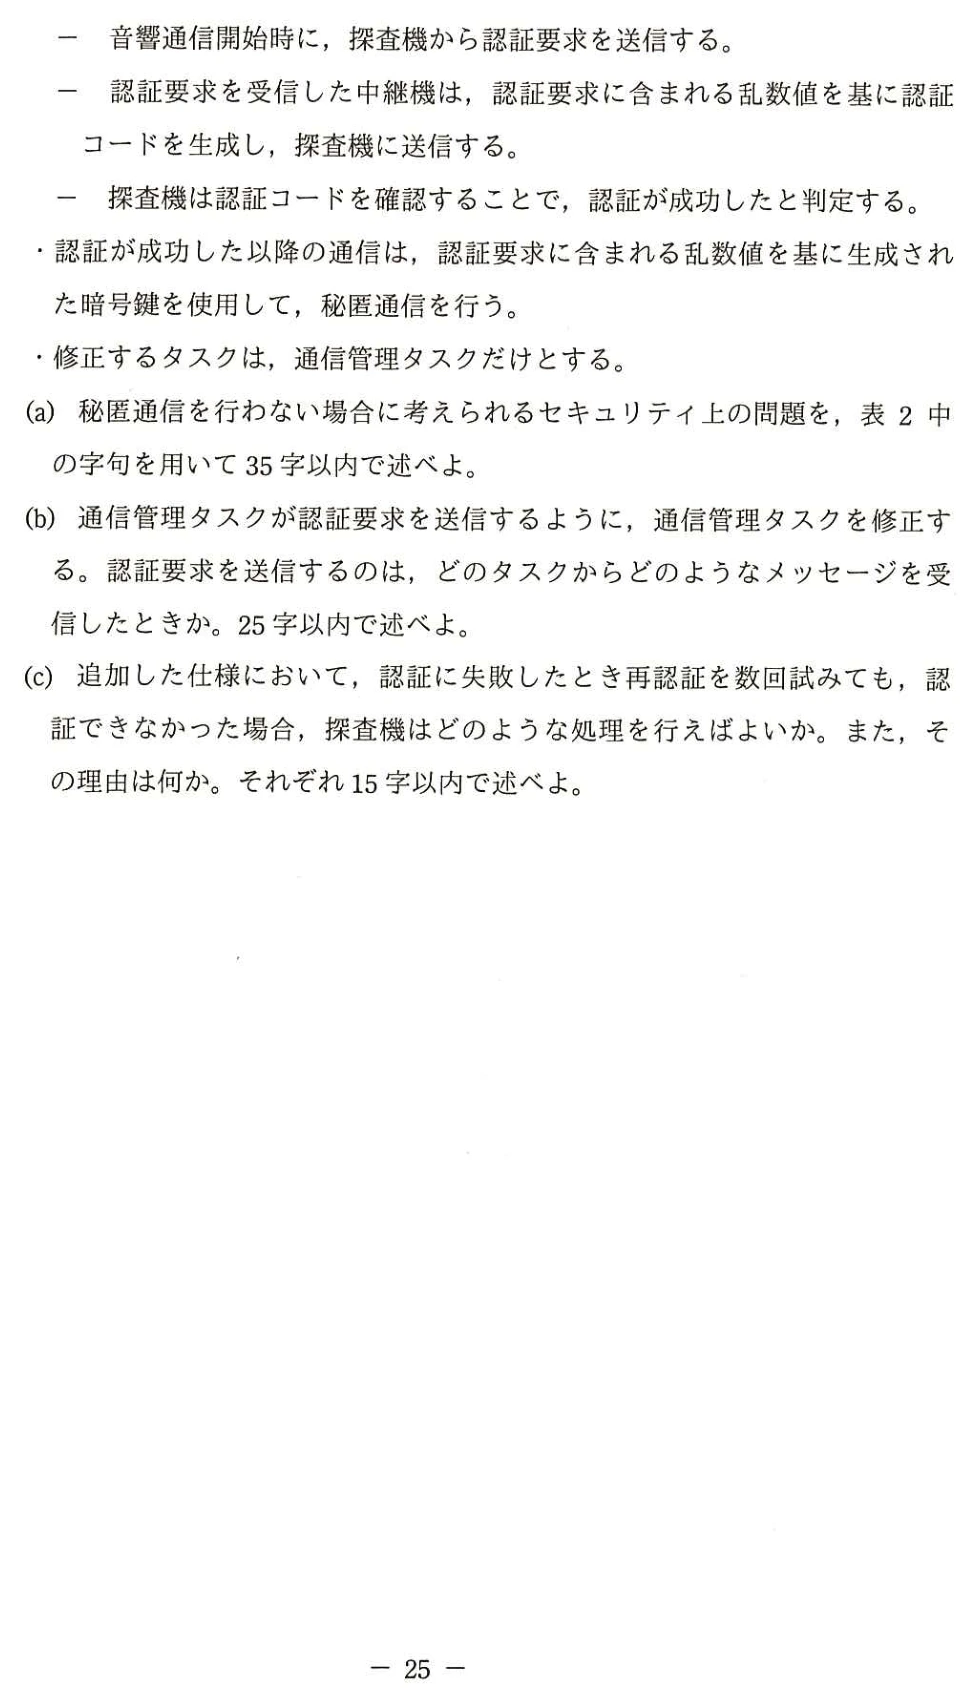 － 音響通信開始時に，探査機から認証要求を送信する。
－ 認証要求を受信した中継機は，認証要求に含まれる乱数値を基に認証
コードを生成し，探査機に送信する。
－ 探査機は認証コードを確認することで，認証が成功したと判定する。
・認証が成功した以降の通信は，認証要求に含まれる乱数値を基に生成され
た暗号鍵を使用して，秘匿通信を行う。
・修正するタスクは，通信管理タスクだけとする。
(a) 秘匿通信を行わない場合に考えられるセキュリティ上の問題を，表 2 中
の字句を用いて 35 字以内で述べよ。
(b) 通信管理タスクが認証要求を送信するように，通信管理タスクを修正す
る。認証要求を送信するのは，どのタスクからどのようなメッセージを受
信したときか。25 字以内で述べよ。
(c) 追加した仕様において，認証に失敗したとき再認証を数回試みても，認
証できなかった場合，探査機はどのような処理を行えばよいか。また，そ
の理由は何か。それぞれ 15 字以内で述べよ。
－ 25 －